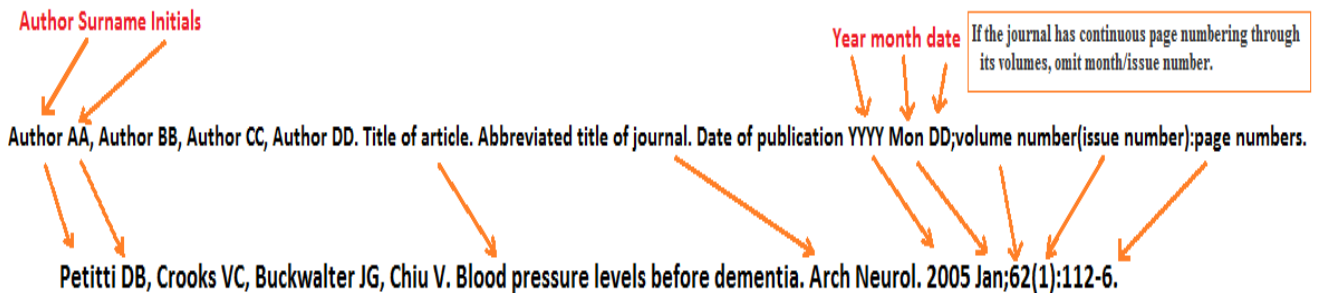 Author Surname Initials
Year month date
If the journal has continuous page numbering through
its volumes, omit month/issue number.
Author AA, Author BB, Author CC, Author DD. Title of article. Abbreviated title of journal. Date of publication YYYY Mon DD;volume number(issue number):page numbers.
Petitti DB, Crooks VC, Buckwalter JG, Chiu V. Blood pressure levels before dementia. Arch Neurol. 2005 Jan;62(1):112-6.